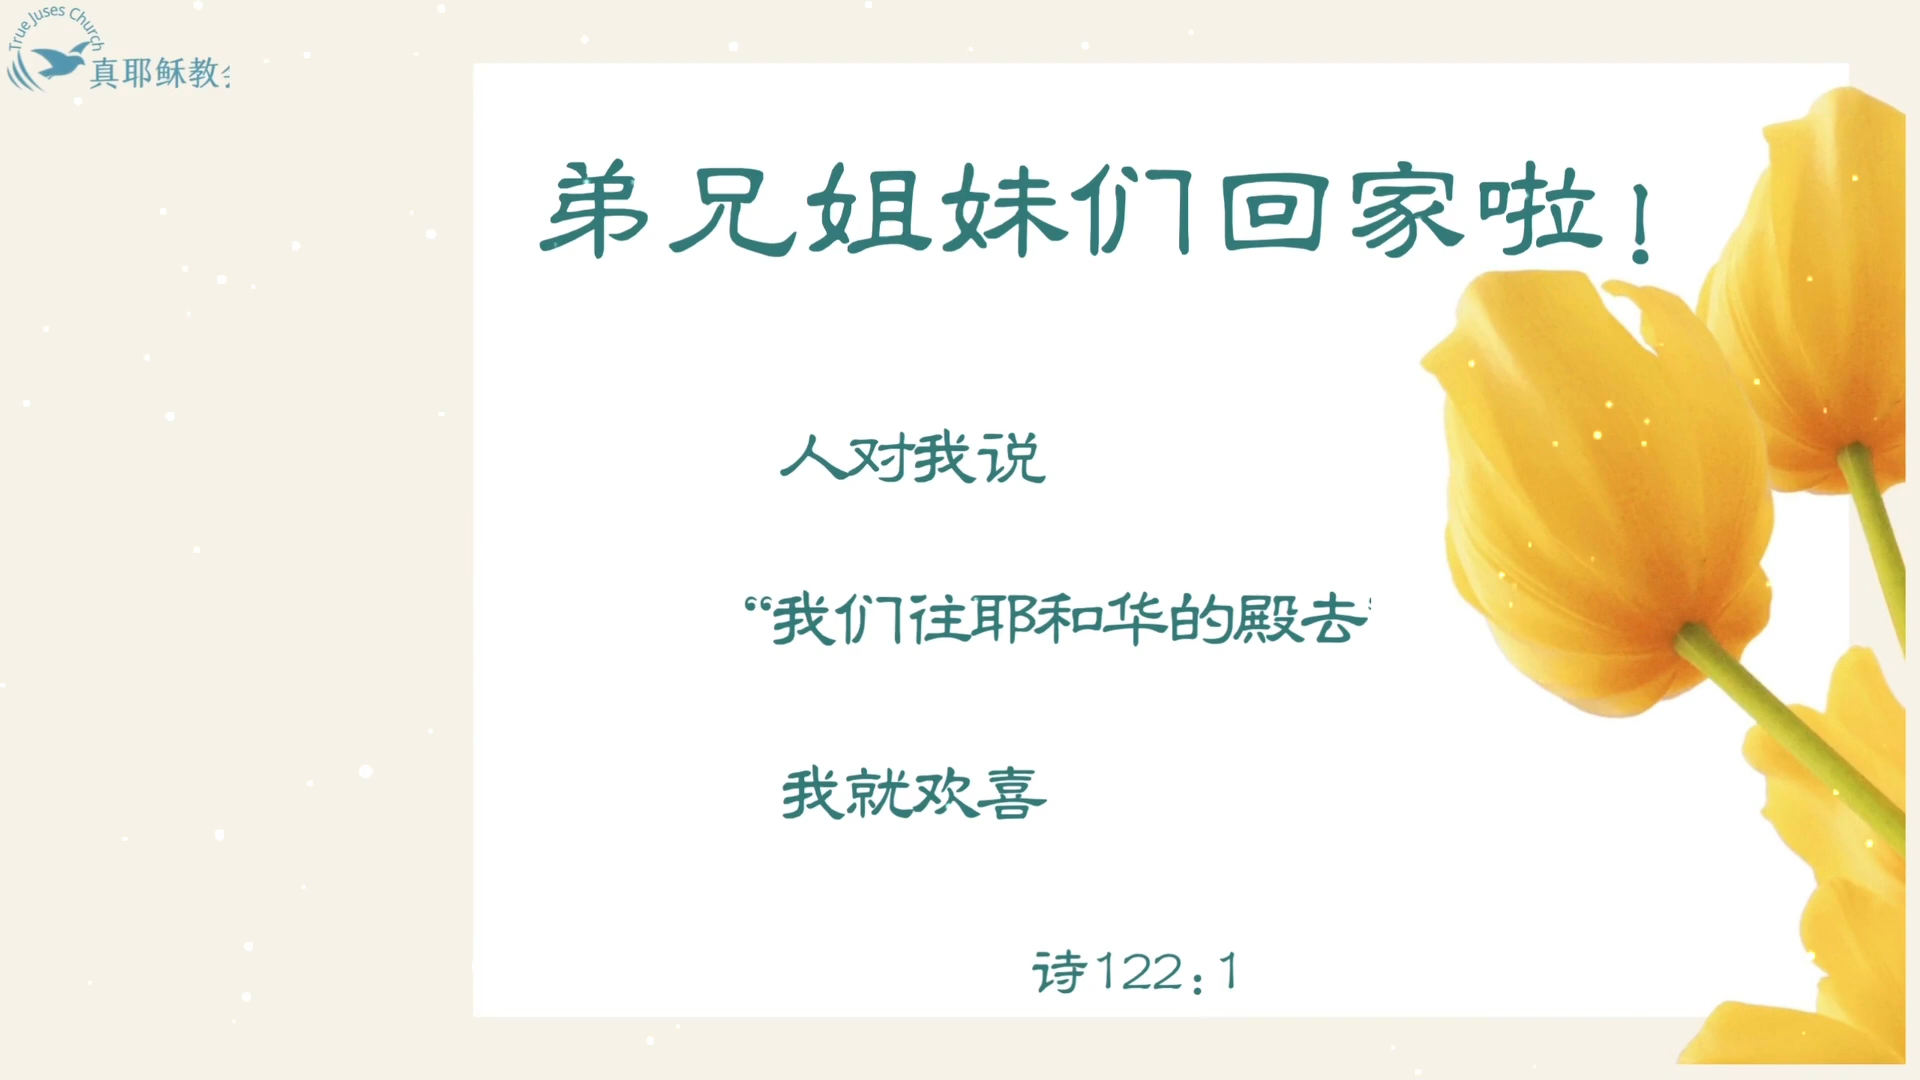 True Juses Church
真耶稣教会
弟兄姐妹们回家啦！
人对我说
“我们往耶和华的殿去”
我就欢喜
诗122：1